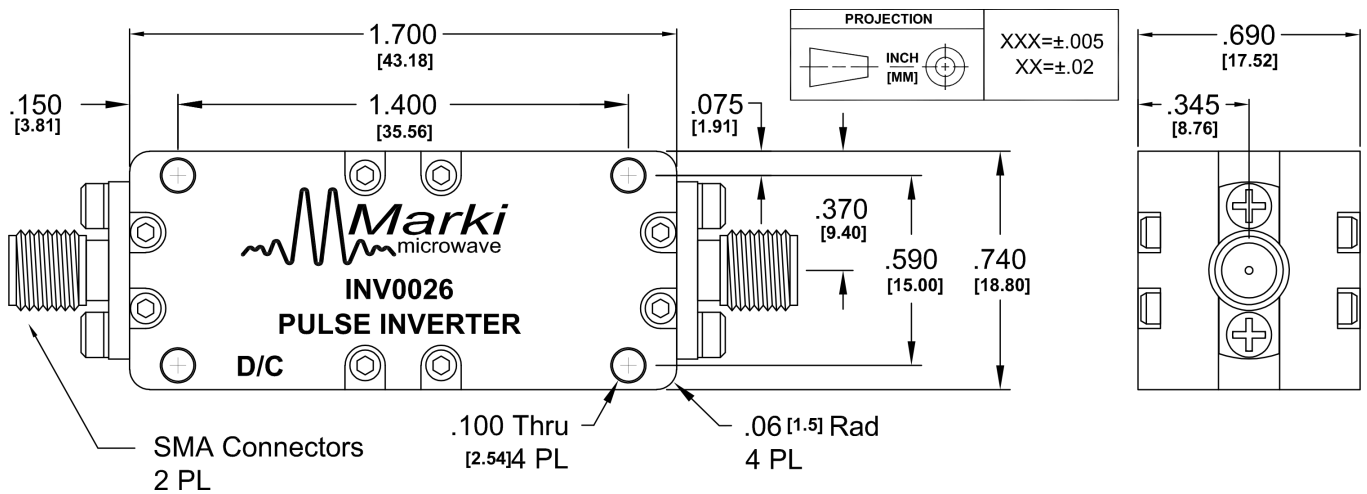 PROJECTION
INCH
[MM]
XXX=±.005
XX=±.02
1.700
[43.18]
1.400
[35.56]
.150
[3.81]
.075
[1.91]
.370
[9.40]
.590
[15.00]
.740
[18.80]
.690
[17.52]
.345
[8.76]
Marki
microwave
INV0026
PULSE INVERTER
D/C
SMA Connectors
2 PL
.100 Thru
[2.54]4 PL
.06 [1.5] Rad
4 PL